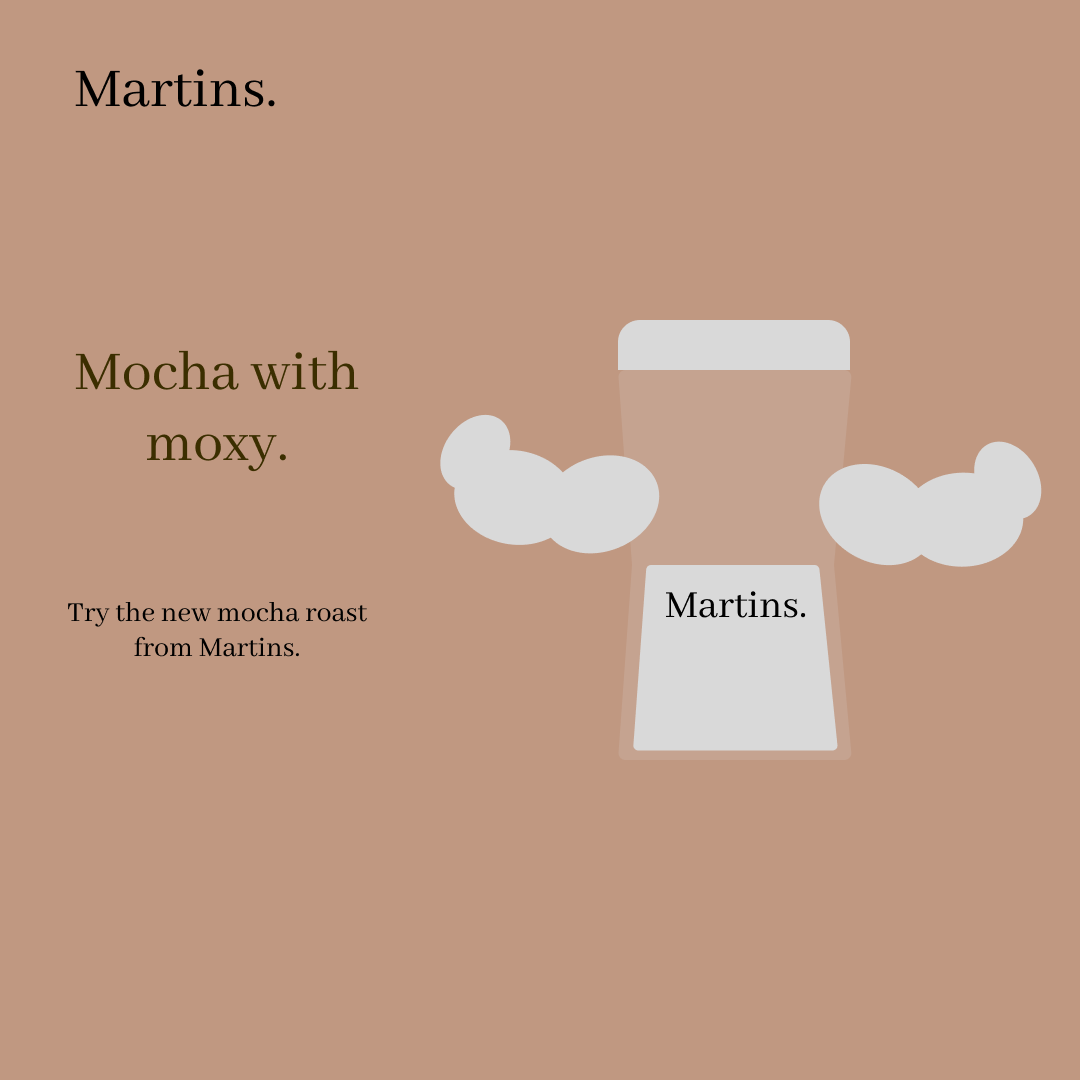 Martins.
Mocha with
moxy.
Try the new mocha roast
from Martins.
Martins.